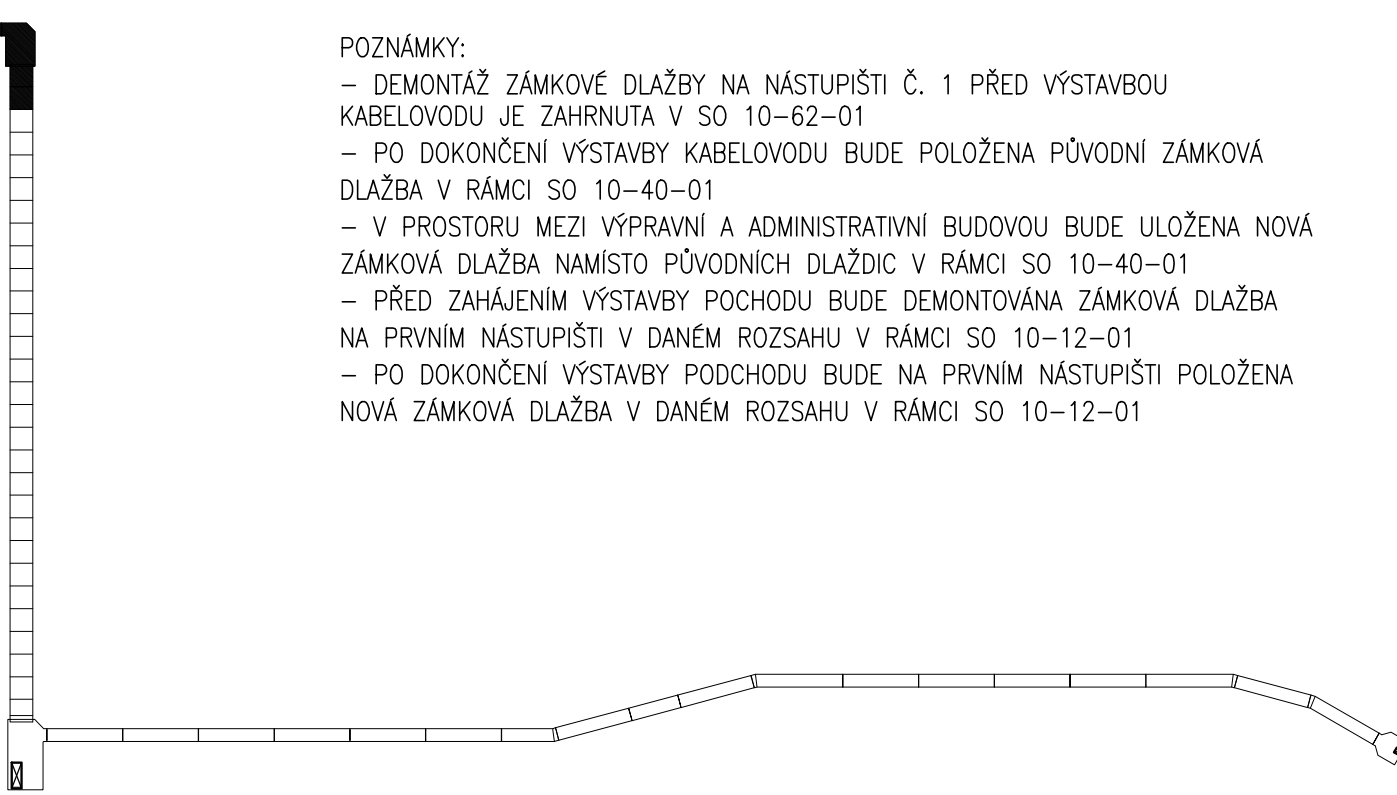 POZNÁMKY:
– DEMONTÁŽ ZÁMKOVÉ DLAŽBY NA NÁSTUPIŠTI Č. 1 PŘED VÝSTAVBOU
KABELOVODU JE ZAHRNUTA V SO 10–62–01
– PO DOKONČENÍ VÝSTAVBY KABELOVODU BUDE POLOŽENA PŮVODNÍ ZÁMKOVÁ
DLAŽBA V RÁMCI SO 10–40–01
– V PROSTORU MEZI VÝPRAVNÍ A ADMINISTRATIVNÍ BUDOVOU BUDE ULOŽENA NOVÁ
ZÁMKOVÁ DLAŽBA NAMÍSTO PŮVODNÍCH DLAŽDIC V RÁMCI SO 10–40–01
– PŘED ZAHÁJENÍM VÝSTAVBY POCHODU BUDE DEMONTOVÁNA ZÁMKOVÁ DLAŽBA
NA PRVNÍM NÁSTUPIŠTI V DANÉM ROZSAHU V RÁMCI SO 10–12–01
– PO DOKONČENÍ VÝSTAVBY PODCHODU BUDE NA PRVNÍM NÁSTUPIŠTI POLOŽENA
NOVÁ ZÁMKOVÁ DLAŽBA V DANÉM ROZSAHU V RÁMCI SO 10–12–01